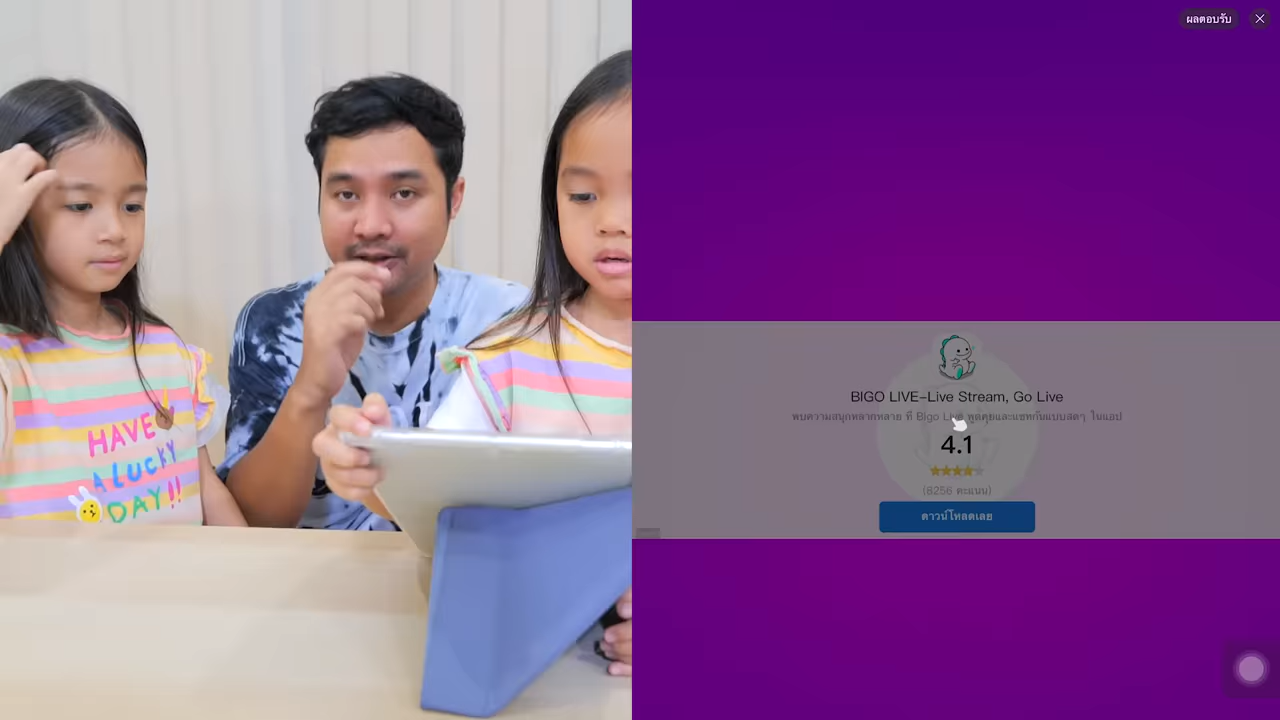 HAVE
A LUCKY
DAY!!
ผลตอบรับ
BIGO LIVE-Live Stream, Go Live
พบความสนุกหลากหลาย ที่ Bigo Live พูดคุยและแชทกันแบบสดๆ ในแอป
4.1
(8256 คะแนน)
ดาวน์โหลดเลย